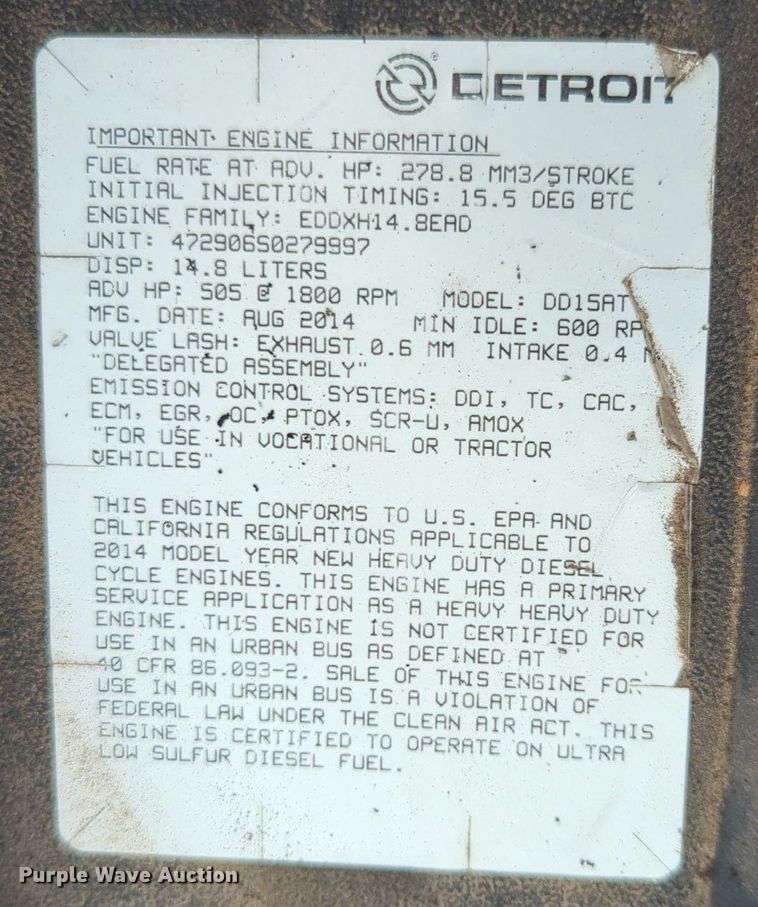 DETROIT
IMPORTANT ENGINE INFORMATION
FUEL RATE AT ADV. HP: 278.8 MM3/STROKE
INITIAL INJECTION TIMING: 15.5 DEG BTC
ENGINE FAMILY: EDDXH14.8EAD
UNIT: 472906S0279997
DISP: 14.8 LITERS
ADV HP: 505 @ 1800 RPM MODEL: DD15AT
MFG. DATE: AUG 2014 MIN IDLE: 600 RP
VALVE LASH: EXHAUST 0.6 MM INTAKE 0.4 M
"DELEGATED ASSEMBLY"
EMISSION CONTROL SYSTEMS: DDI, TC, CAC,
ECM, EGR, OC, PTOX, SCR-U, AMOX
"FOR USE IN VOCATIONAL OR TRACTOR
VEHICLES".
THIS ENGINE CONFORMS TO U.S. EPA AND
CALIFORNIA REGULATIONS APPLICABLE TO
2014 MODEL YEAR NEW HEAVY DUTY DIESEL
CYCLE ENGINES. THIS ENGINE HAS A PRIMARY
SERVICE APPLICATION AS A HEAVY HEAVY DUTY
ENGINE. THIS ENGINE IS NOT CERTIFIED FOR
USE IN AN URBAN BUS AS DEFINED AT
40 CFR 86.093-2. SALE OF THIS ENGINE FOR
USE IN AN URBAN BUS IS A VIOLATION OF
FEDERAL LAW UNDER THE CLEAN AIR ACT. THIS
ENGINE IS CERTIFIED TO OPERATE ON ULTRA
LOW SULFUR DIESEL FUEL.
Purple Wave Auction